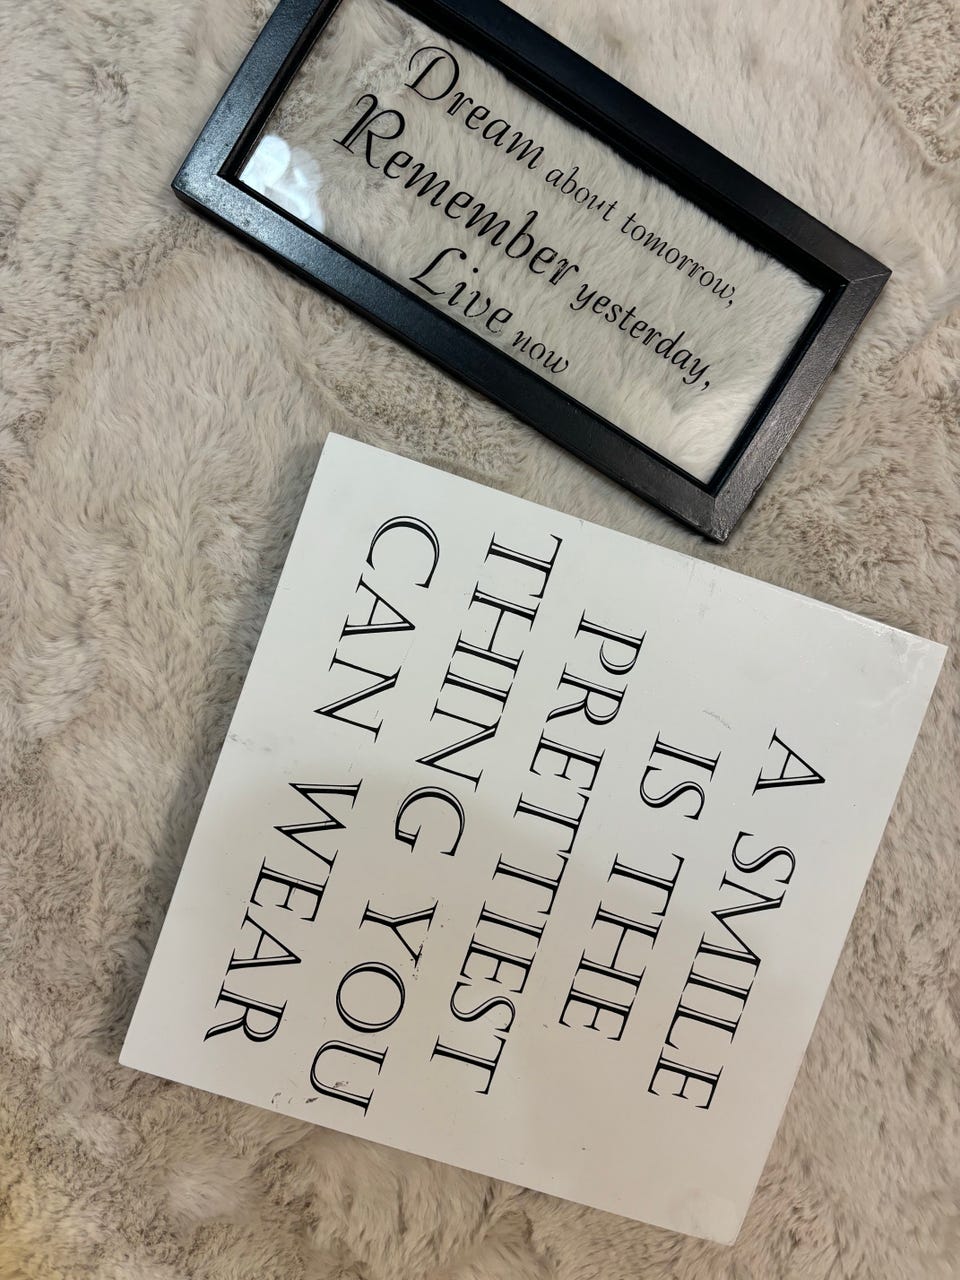 Dream about tomorrow,
Remember yesterday,
Live now
A SMILE
IS THE
PRETTIEST
THING YOU
CAN WEAR